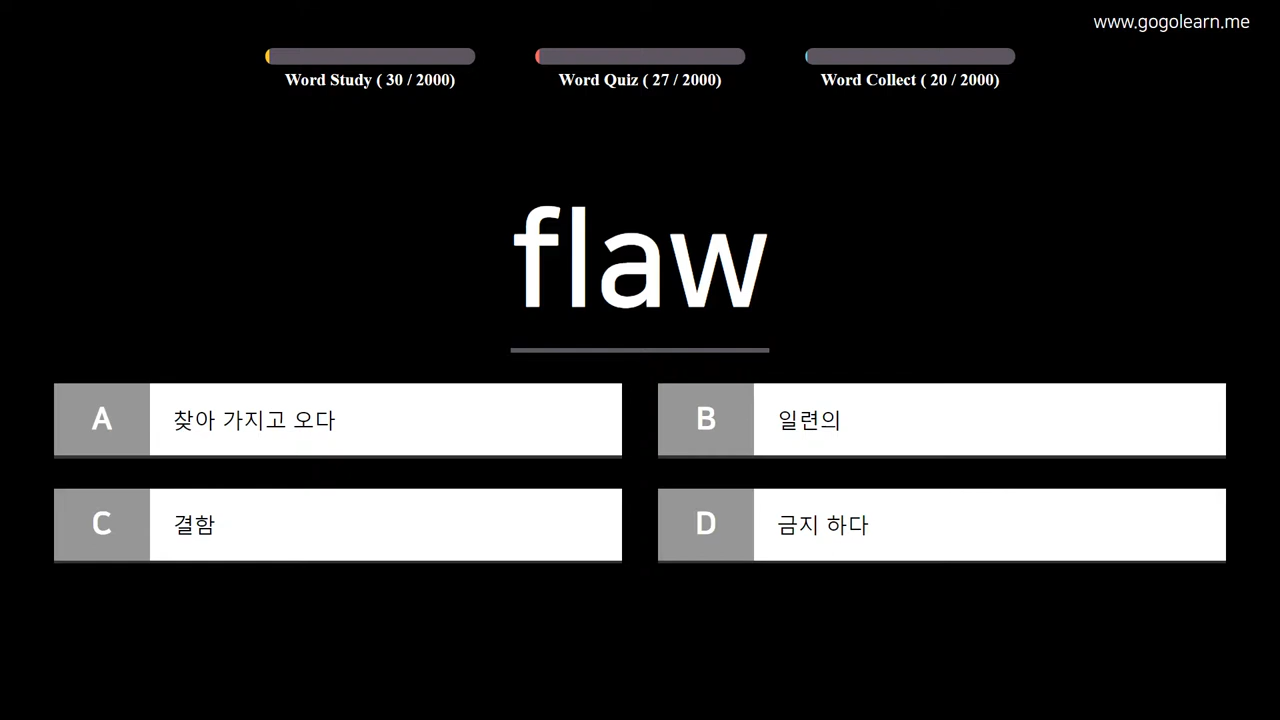 www.gogolearn.me
Word Study ( 30 / 2000)
Word Quiz ( 27 / 2000)
Word Collect ( 20 / 2000)
flaw
A 찾아 가지고 오다
B 일련의
C 결함
D 금지 하다